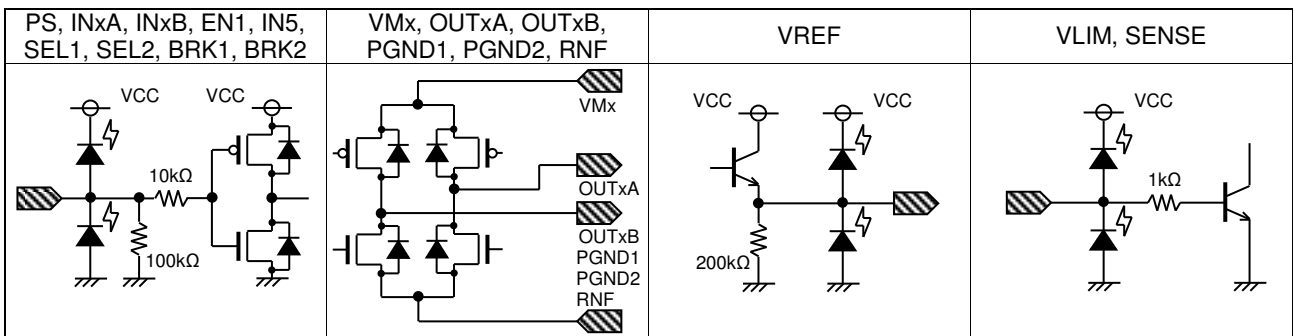 PS, INxA, INxB, EN1, IN5,
SEL1, SEL2, BRK1, BRK2
VMx, OUTxA, OUTxB,
PGND1, PGND2, RNF
VREF
VLIM, SENSE
VCC
VCC
10kΩ
100kΩ
VMx
OUTxA
OUTxB
PGND1
PGND2
RNF
VCC
VCC
200kΩ
VCC
1kΩ